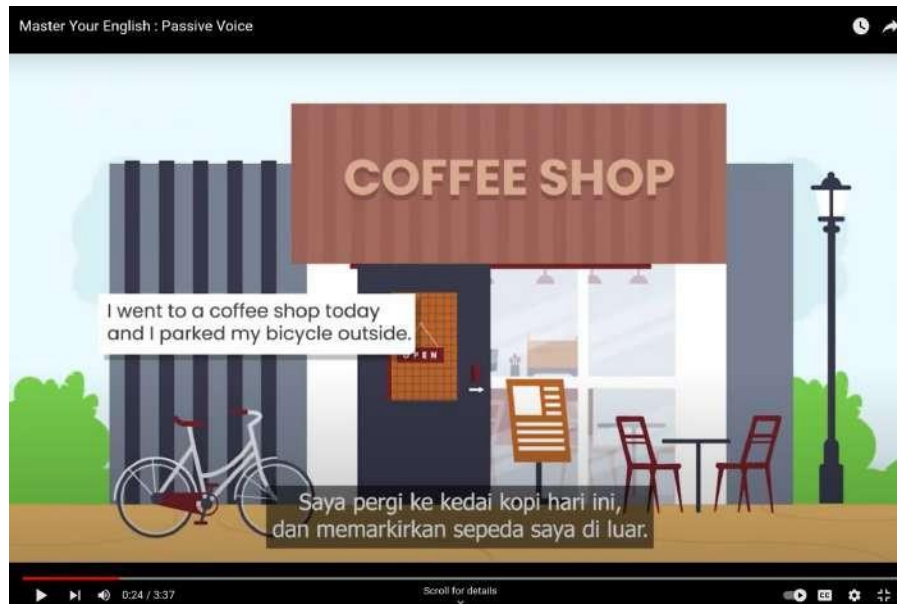 Master Your English : Passive Voice
COFFEE SHOP
I went to a coffee shop today
and I parked my bicycle outside.
OPEN
Saya pergi ke kedai kopi hari ini,
dan memarkirkan sepeda saya di luar.
0:24 / 3:37
Scroll for details
CC